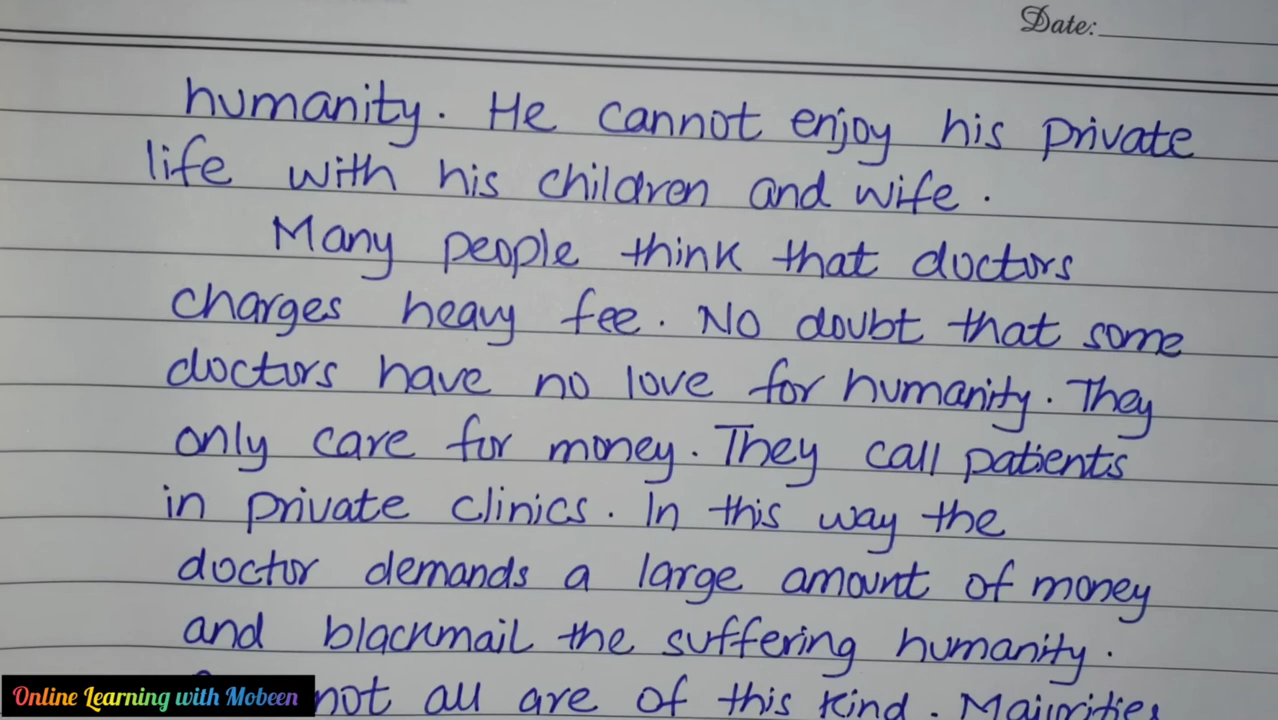 Date:
humanity. He cannot enjoy his private
life with his children and wife.
Many people think that doctors
charges heavy fee. No doubt that some
doctors have no love for humanity. They
only care for money. They call patients
in private clinics. In this way the
doctor demands a large amount of money
and blackmail the suffering humanity.
not all are of this kind. Majorities
Online Learning with Mobeen